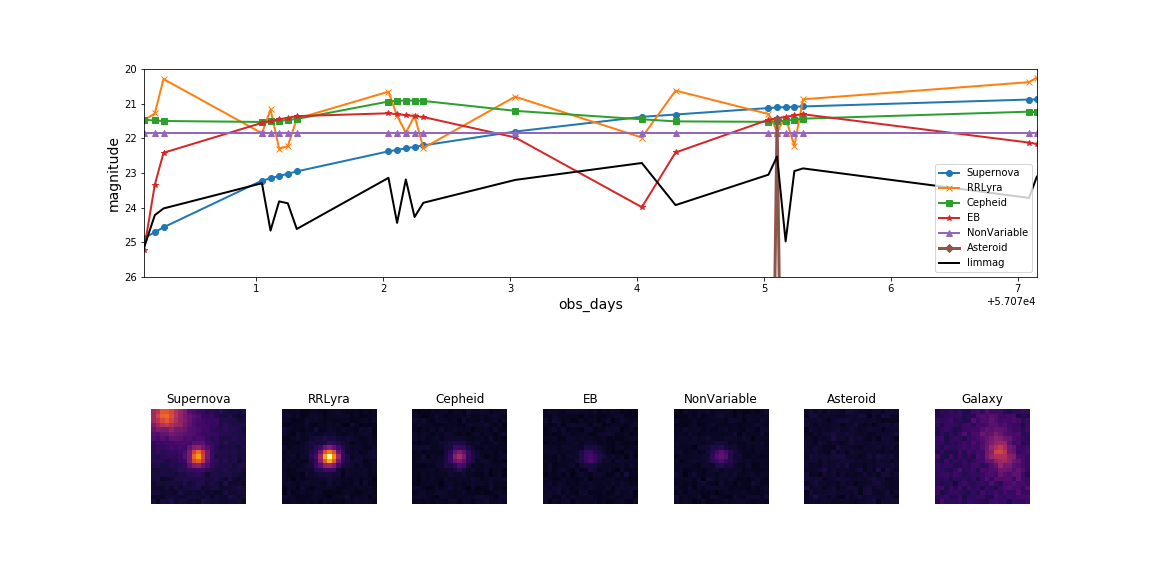 20
21
22
23
24
25
26
magnitude
1
2
3
4
5
6
7
+5.707e4
obs_days
Supernova
RRLyra
Cepheid
EB
NonVariable
Asteroid
limmag
Supernova
RRLyra
Cepheid
EB
NonVariable
Asteroid
Galaxy